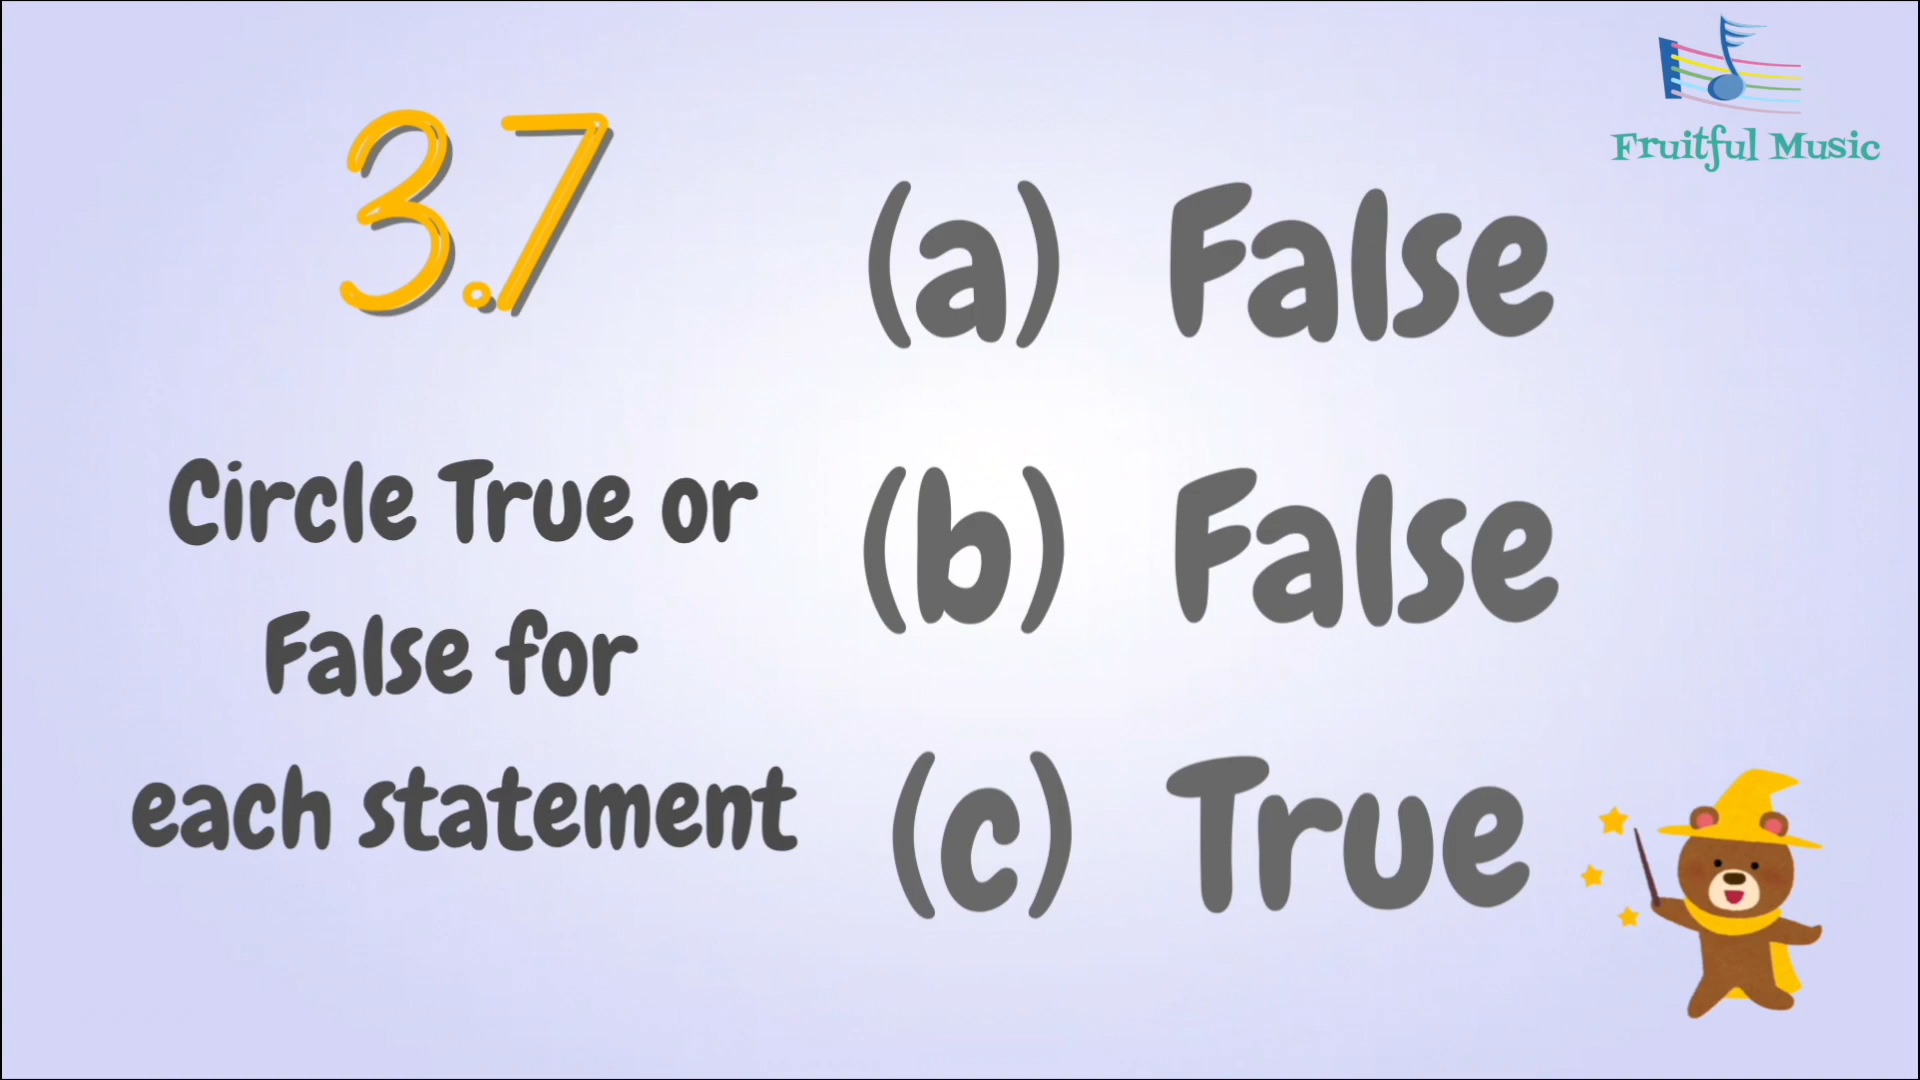 Fruitful Music
3.7
Circle True or
False for
each statement
(a) False
(b) False
(c) True